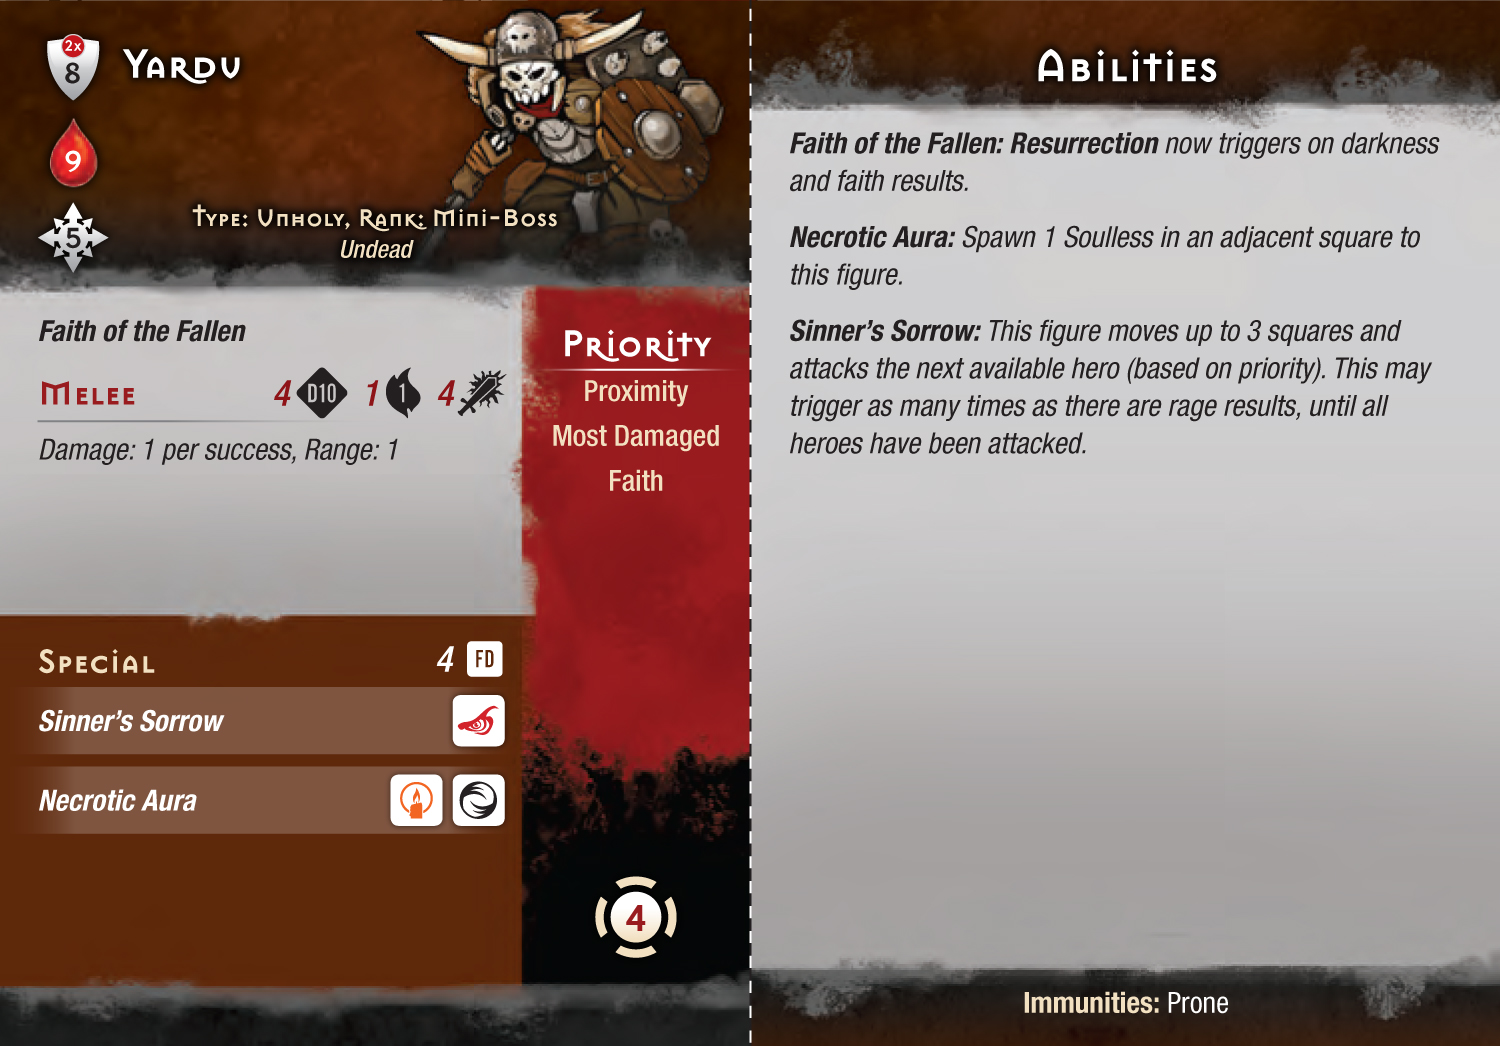 2x
8
Yardu
9
5
Type: Unholy, Rank: Mini-Boss
Undead
Faith of the Fallen
Melee 4 D10 1 1 4
Damage: 1 per success, Range: 1
Priority
Proximity
Most Damaged
Faith
Special 4 FD
Sinner's Sorrow
Necrotic Aura
4
Abilities
Faith of the Fallen: Resurrection now triggers on darkness
and faith results.
Necrotic Aura: Spawn 1 Soulless in an adjacent square to
this figure.
Sinner's Sorrow: This figure moves up to 3 squares and
attacks the next available hero (based on priority). This may
trigger as many times as there are rage results, until all
heroes have been attacked.
Immunities: Prone